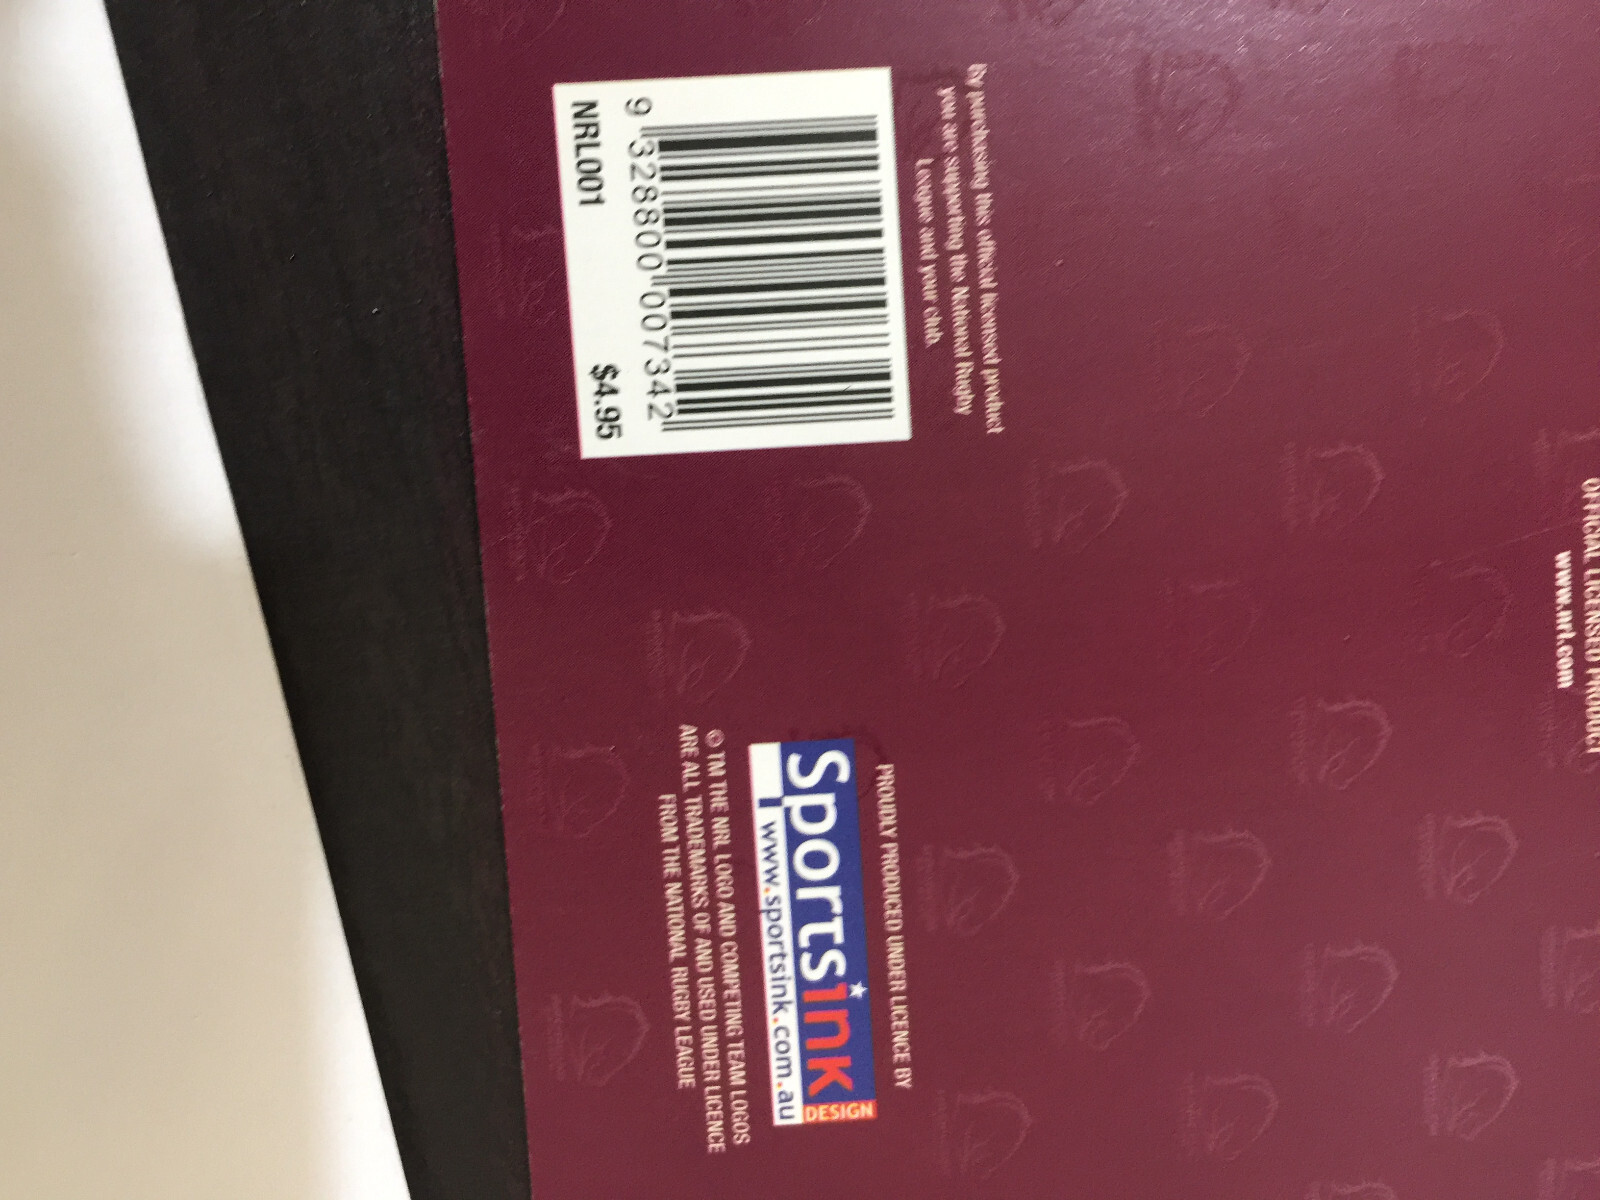 OFFICIAL LICENSED PRODUCT
www.nrl.com
By purchasing this official licensed product
you are supporting the National Rugby
League and your club.
9 328800 007342
NRL001
$4.95
PROUDLY PRODUCED UNDER LICENCE BY
Sportsink
DESIGN
www.sportsink.com.au
© TM THE NRL LOGO AND COMPETING TEAM LOGOS
ARE ALL TRADEMARKS OF AND USED UNDER LICENCE
FROM THE NATIONAL RUGBY LEAGUE